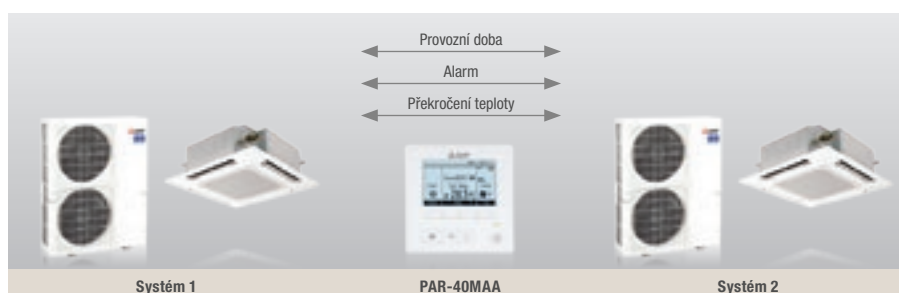 Provozní doba
Alarm
Překročení teploty
Systém 1
PAR-40MAA
Systém 2